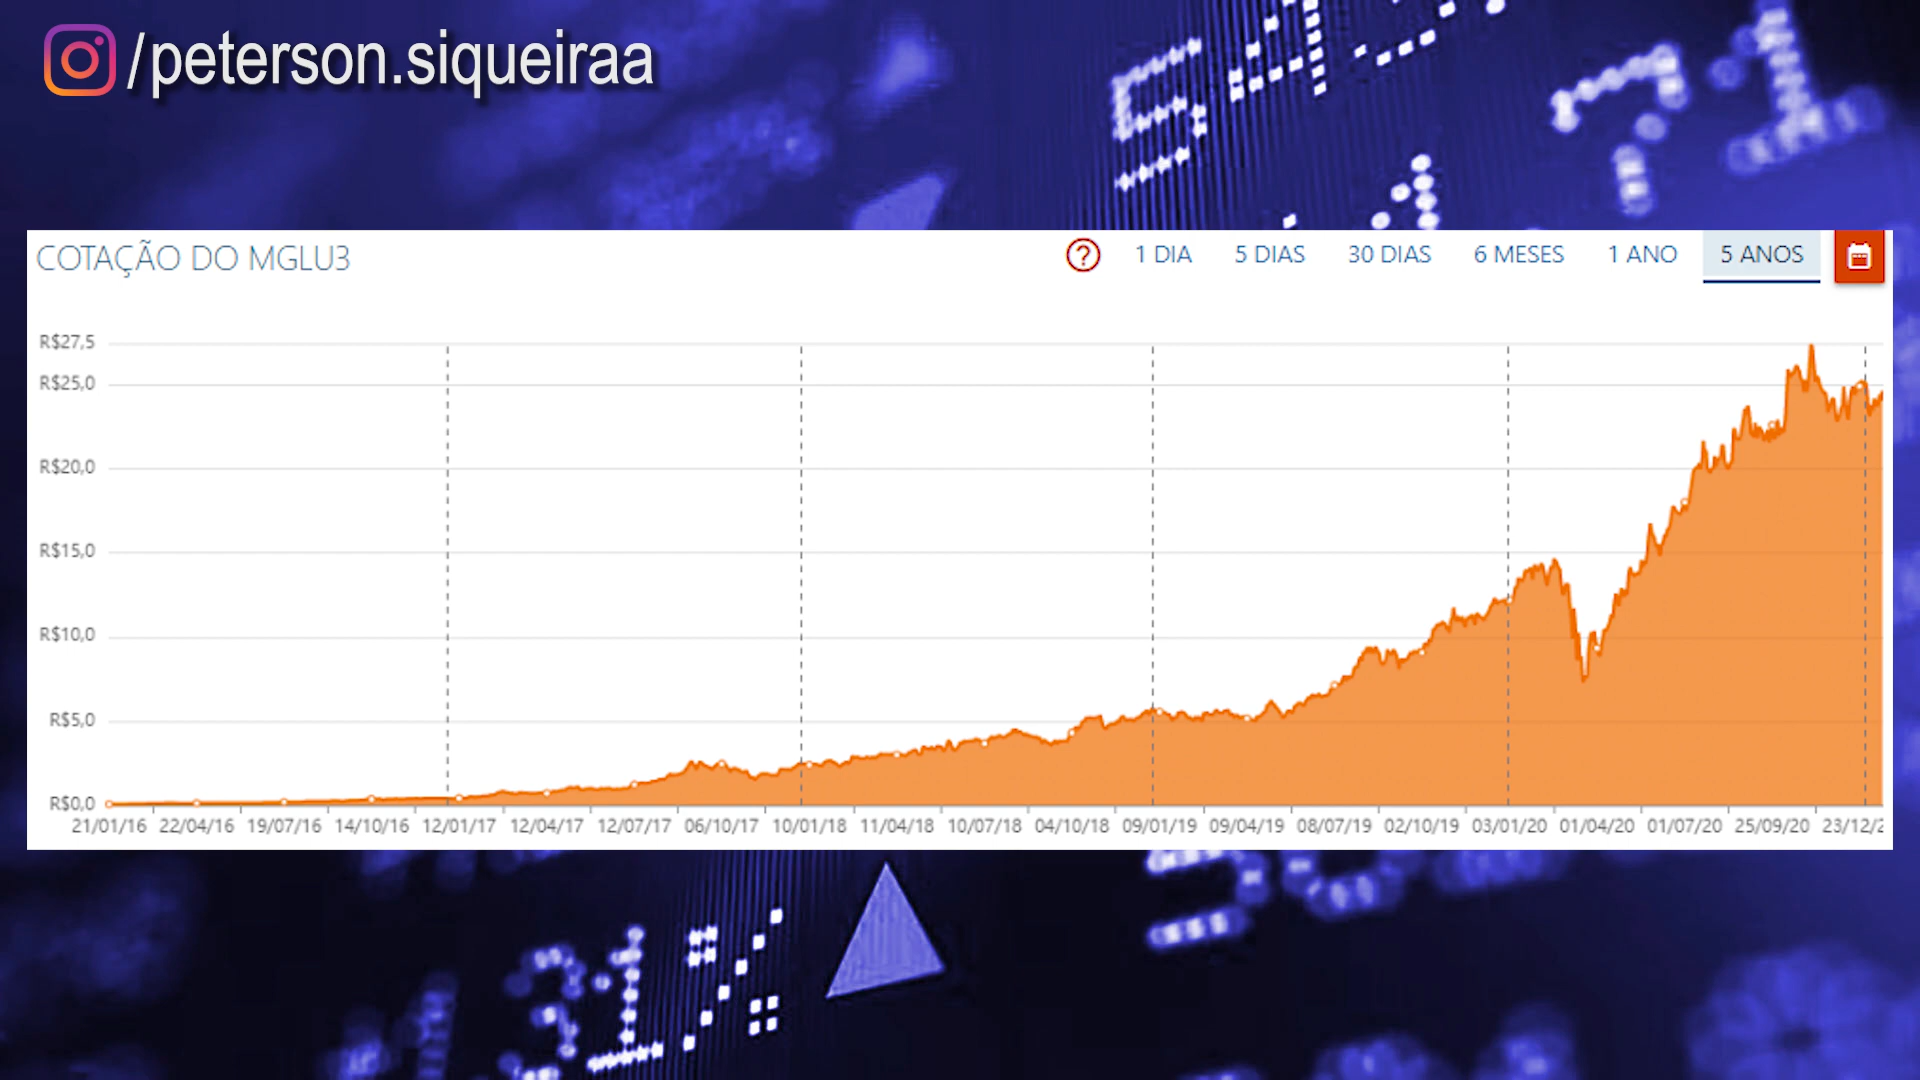 /peterson.siqueiraa
COTAÇÃO DO MGLU3
? 1 DIA 5 DIAS 30 DIAS 6 MESES 1 ANO 5 ANOS
R$27,5
R$25,0
R$20,0
R$15,0
R$10,0
R$5,0
R$0,0
21/01/16 22/04/16 19/07/16 14/10/16 12/01/17 12/04/17 12/07/17 06/10/17 10/01/18 11/04/18 10/07/18 04/10/18 09/01/19 09/04/19 08/07/19 02/10/19 03/01/20 01/04/20 01/07/20 25/09/20 23/12/2
31%